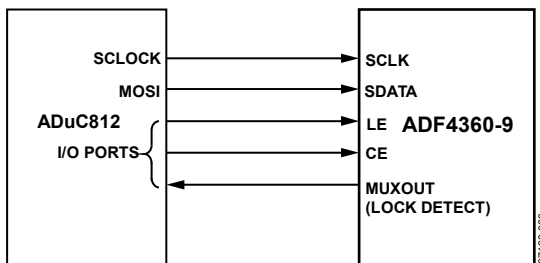 SCLOCK
MOSI
ADuC812
I/O PORTS
SCLK
SDATA
LE
ADF4360-9
CE
MUXOUT
(LOCK DETECT)